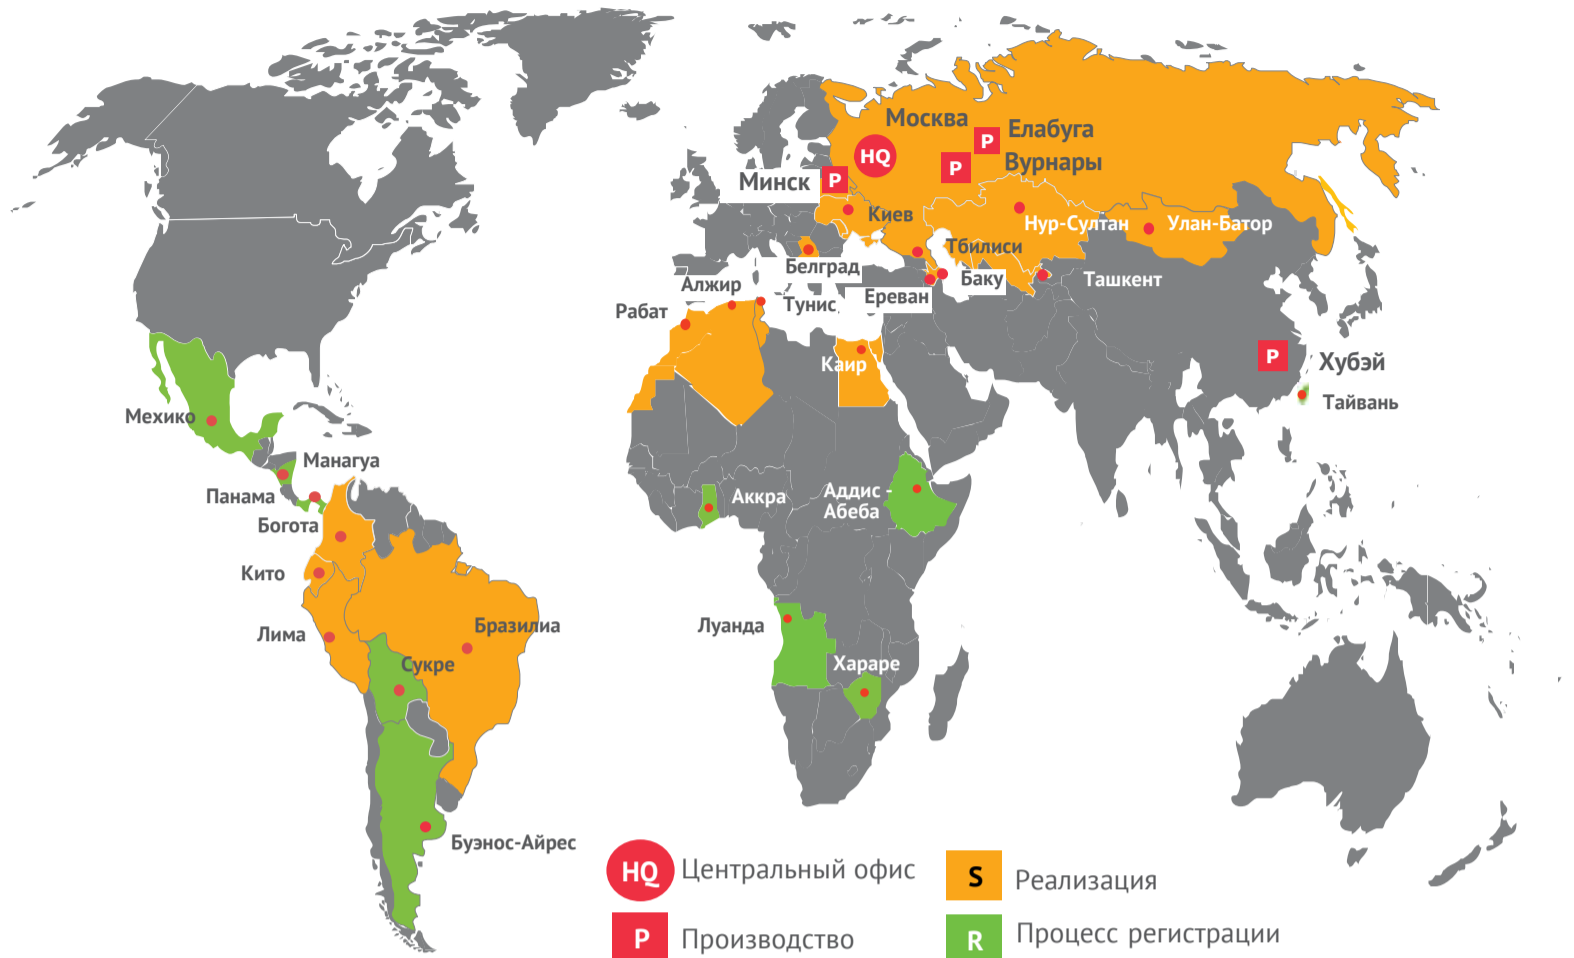 Москва
HQ
Елабуга
P
Вурнары
P
Минск
P
Киев
Нур-Султан
Улан-Батор
Тбилиси
Белград
Баку
Ташкент
Алжир
Ереван
Тунис
Рабат
Каир
P
Хубэй
Тайвань
Мехико
Манагуа
Панама
Аккра
Аддис -
Абеба
Богота
Кито
Лима
Бразилиа
Луанда
Сукре
Хараре
Буэнос-Айрес
HQ Центральный офис
S Реализация
P Производство
R Процесс регистрации